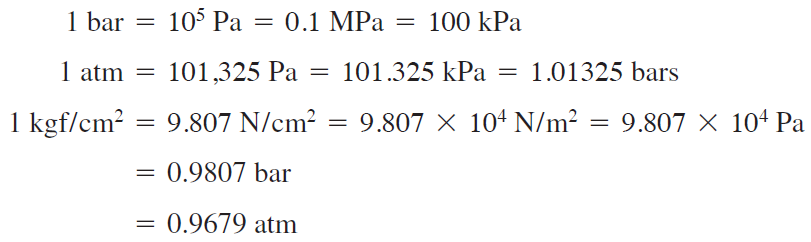 1 bar = 10⁵ Pa = 0.1 MPa = 100 kPa
1 atm = 101,325 Pa = 101.325 kPa = 1.01325 bars
1 kgf/cm² = 9.807 N/cm² = 9.807 × 10⁴ N/m² = 9.807 × 10⁴ Pa
= 0.9807 bar
= 0.9679 atm